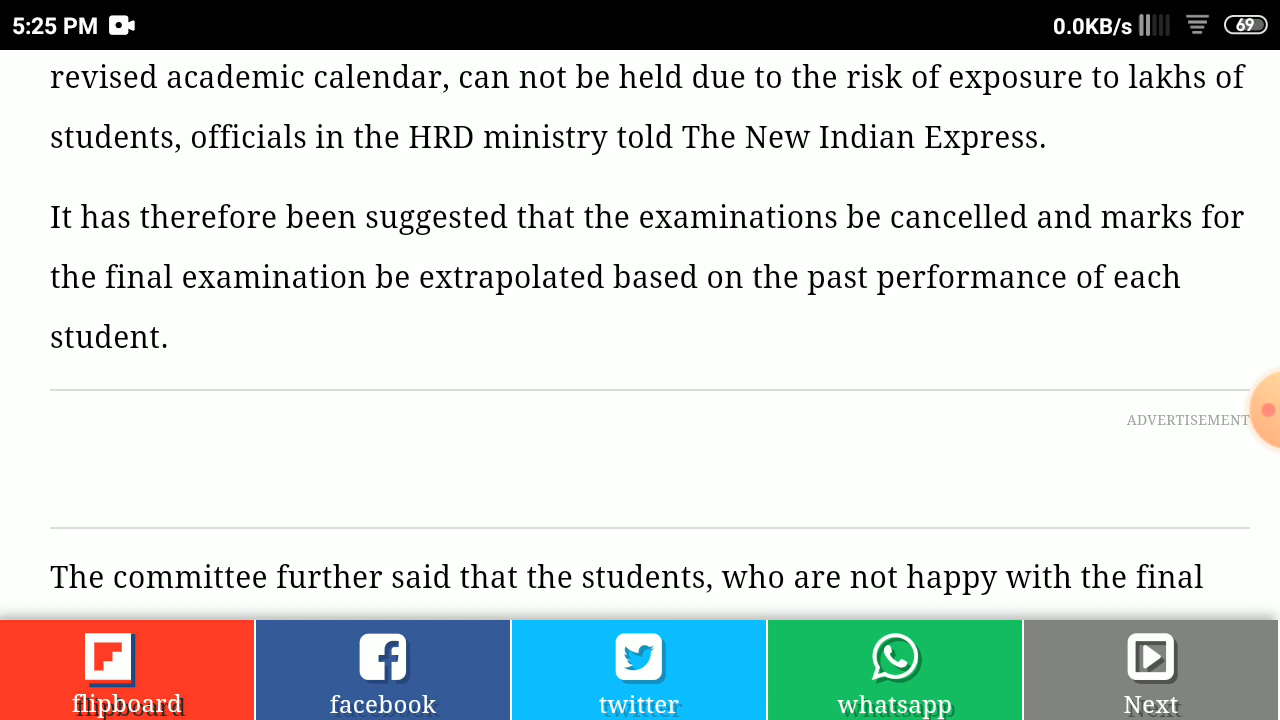 5:25 PM 0.0KB/s 69
revised academic calendar, can not be held due to the risk of exposure to lakhs of
students, officials in the HRD ministry told The New Indian Express.
It has therefore been suggested that the examinations be cancelled and marks for
the final examination be extrapolated based on the past performance of each
student.
ADVERTISEMENT
The committee further said that the students, who are not happy with the final
flipboard facebook twitter whatsapp Next